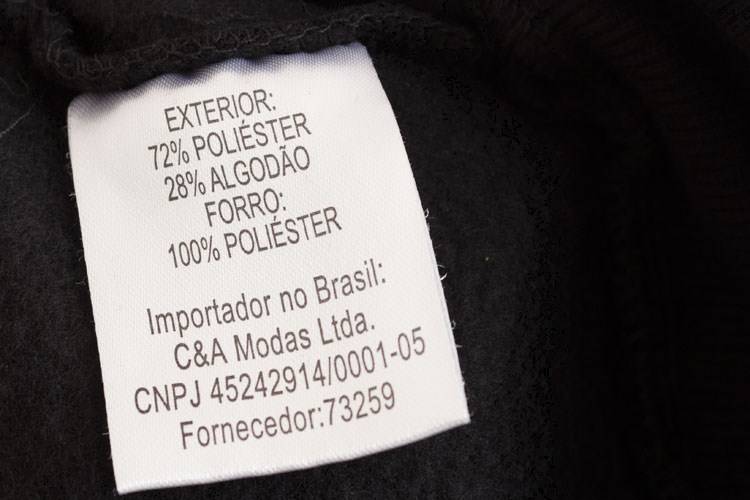 EXTERIOR:
72% POLIÉSTER
28% ALGODÃO
FORRO:
100% POLIÉSTER
Importador no Brasil:
C&A Modas Ltda.
CNPJ 45242914/0001-05
Fornecedor:73259